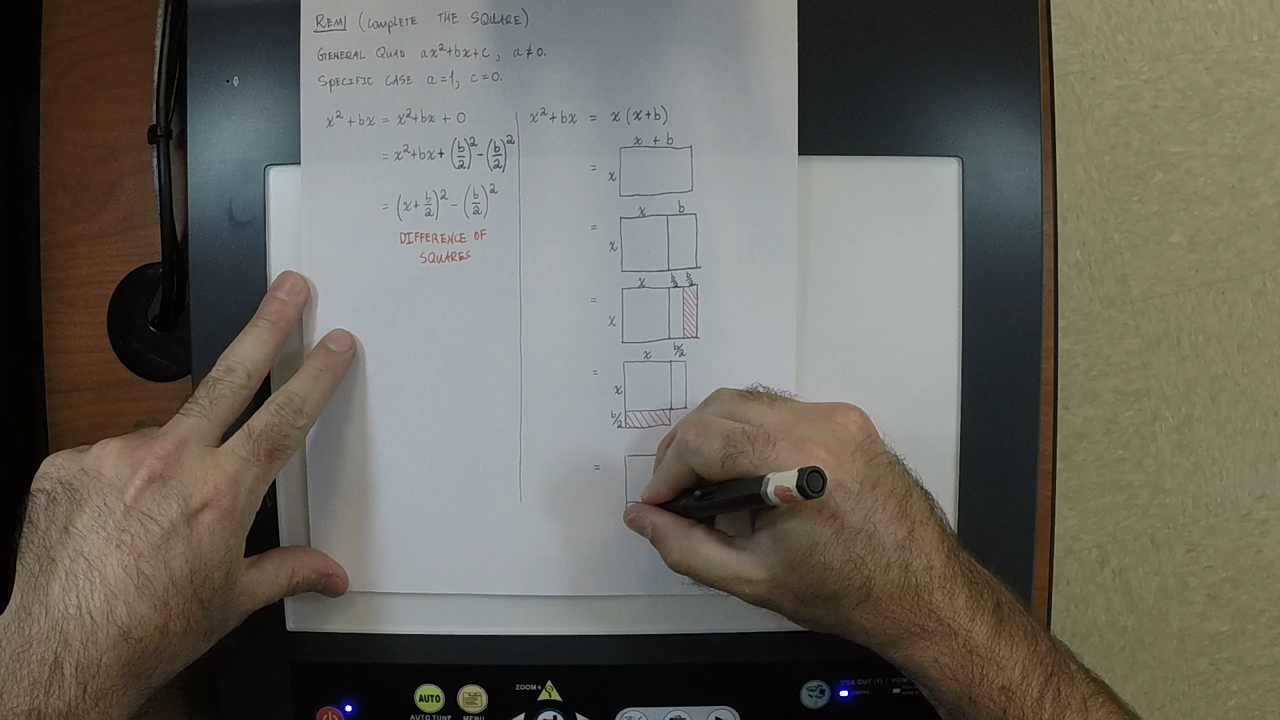 REM] (COMPLETE THE SQUARE)
GENERAL QUAD ax²+bx+c, a≠0.
SPECIFIC CASE a=1, c=0.
x²+bx = x²+bx+0
= x²+bx+(b/2)²-(b/2)²
= (x+b/2)²-(b/2)²
DIFFERENCE OF
SQUARES
x²+bx = x(x+b)
x + b
= x
x b
= x
x b/2 b/2
= x
x b/2
= x
b/2
=
ZOOM+
AUTO
AUTO TUNE MENU